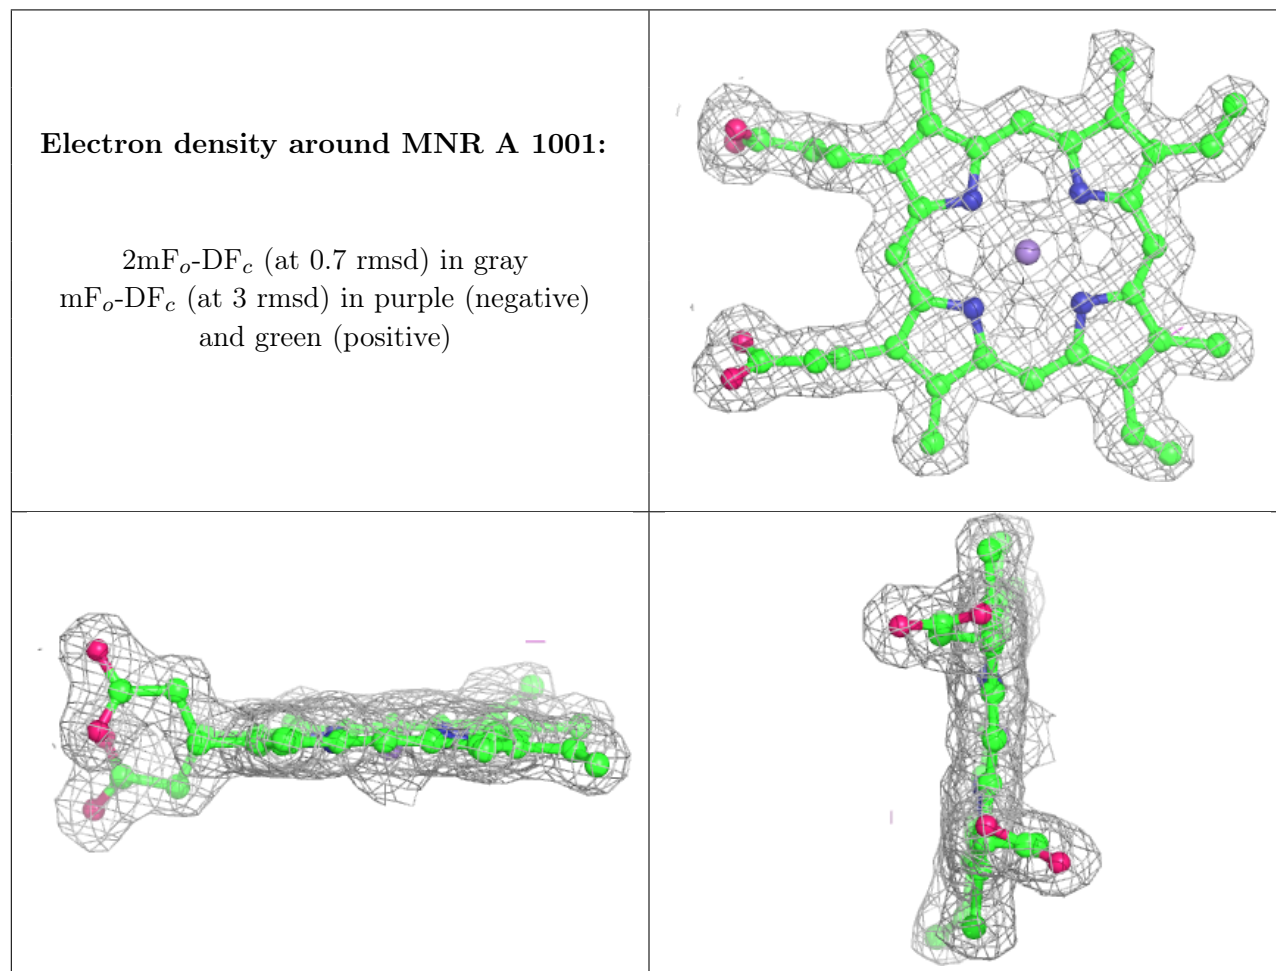 Electron density around MNR A 1001:
2mFo-DFc (at 0.7 rmsd) in gray
mFo-DFc (at 3 rmsd) in purple (negative)
and green (positive)